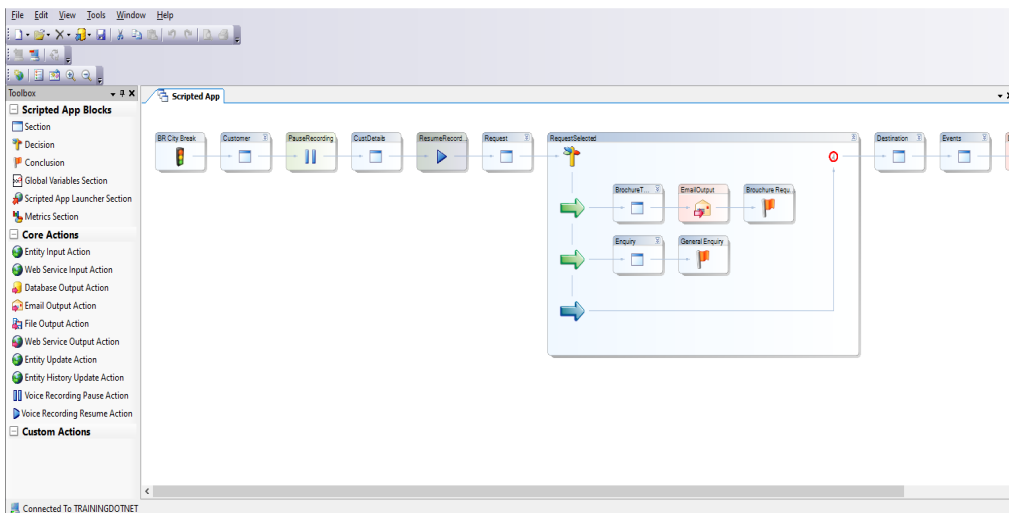 File Edit View Tools Window Help
Toolbox
Scripted App
Scripted App Blocks
Section
Decision
Conclusion
Global Variables Section
Scripted App Launcher Section
Metrics Section
Core Actions
Entity Input Action
Web Service Input Action
Database Output Action
Email Output Action
File Output Action
Web Service Output Action
Entity Update Action
Entity History Update Action
Voice Recording Pause Action
Voice Recording Resume Action
Custom Actions
BR City Break Customer PauseRecording CustDetails ResumeRecord... Request RequestSelected Destination Events
BrochureT... EmailOutput Brouchure Requ...
Enquiry General Enquiry
Connected To TRAININGDOTNET